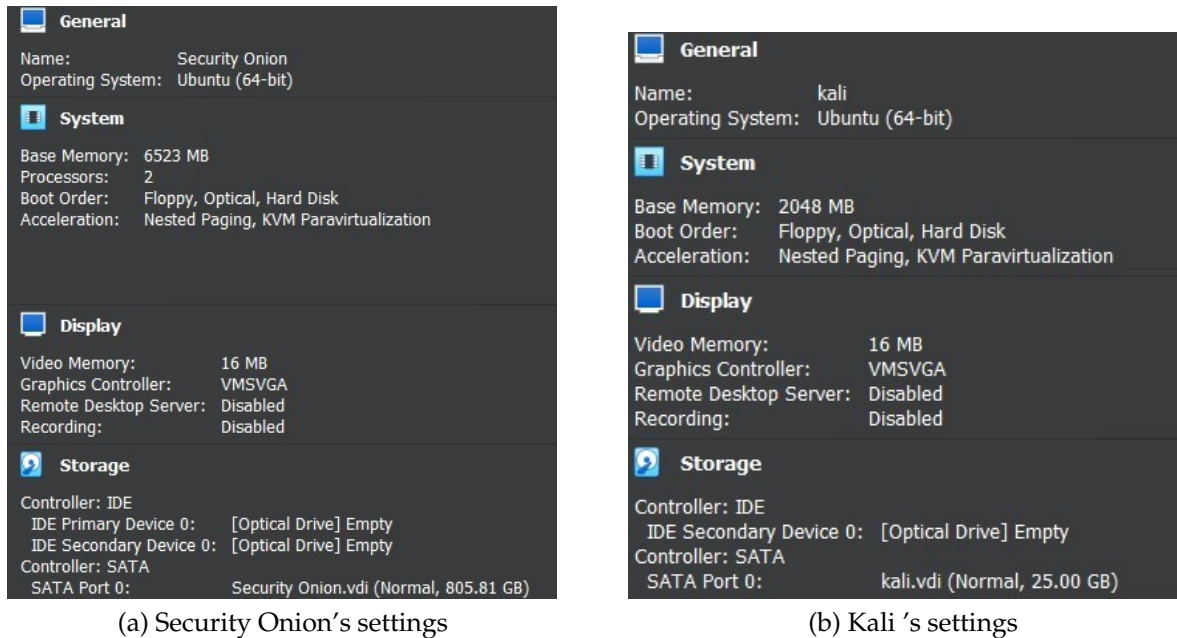 General
Name: Security Onion
Operating System: Ubuntu (64-bit)
System
Base Memory: 6523 MB
Processors: 2
Boot Order: Floppy, Optical, Hard Disk
Acceleration: Nested Paging, KVM Paravirtualization
Display
Video Memory: 16 MB
Graphics Controller: VMSVGA
Remote Desktop Server: Disabled
Recording: Disabled
Storage
Controller: IDE
IDE Primary Device 0: [Optical Drive] Empty
IDE Secondary Device 0: [Optical Drive] Empty
Controller: SATA
SATA Port 0: Security Onion.vdi (Normal, 805.81 GB)
(a) Security Onion's settings
General
Name: kali
Operating System: Ubuntu (64-bit)
System
Base Memory: 2048 MB
Boot Order: Floppy, Optical, Hard Disk
Acceleration: Nested Paging, KVM Paravirtualization
Display
Video Memory: 16 MB
Graphics Controller: VMSVGA
Remote Desktop Server: Disabled
Recording: Disabled
Storage
Controller: IDE
IDE Secondary Device 0: [Optical Drive] Empty
Controller: SATA
SATA Port 0: kali.vdi (Normal, 25.00 GB)
(b) Kali 's settings